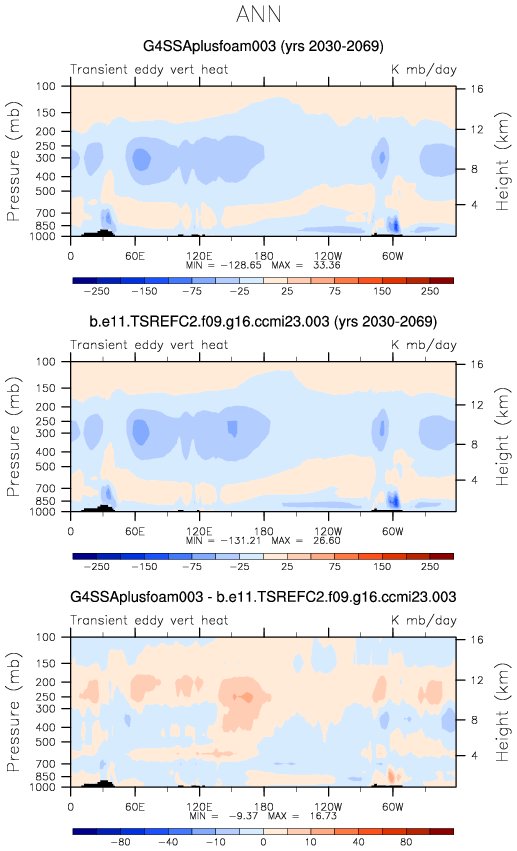 ANN
G4SSAplusfoam003 (yrs 2030-2069)
Transient eddy vert heat K mb/day
Pressure (mb)
Height (km)
100
150
200
250
300
400
500
700
850
1000
16
12
8
4
0 60E 120E 180 120W 60W
MIN = -128.65 MAX = 33.36
-250 -150 -75 -25 25 75 150 250
b.e11.TSREFC2.f09.g16.ccmi23.003 (yrs 2030-2069)
Transient eddy vert heat K mb/day
Pressure (mb)
Height (km)
100
150
200
250
300
400
500
700
850
1000
16
12
8
4
0 60E 120E 180 120W 60W
MIN = -131.21 MAX = 26.60
-250 -150 -75 -25 25 75 150 250
G4SSAplusfoam003 - b.e11.TSREFC2.f09.g16.ccmi23.003
Transient eddy vert heat K mb/day
Pressure (mb)
Height (km)
100
150
200
250
300
400
500
700
850
1000
16
12
8
4
0 60E 120E 180 120W 60W
MIN = -9.37 MAX = 16.73
-80 -40 -10 0 10 40 80